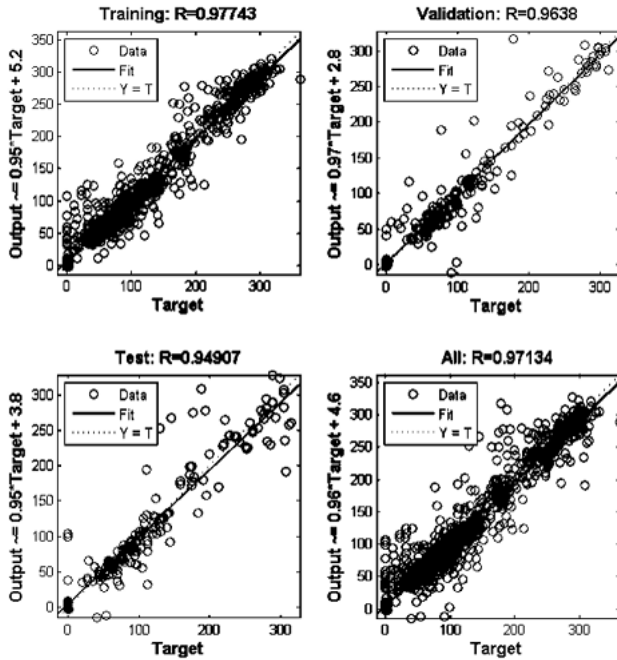 Training: R=0.97743
Output ~= 0.95*Target + 5.2
350
300
250
200
150
100
50
0
Data
Fit
Y = T
0 100 200 300
Target
Validation: R=0.9638
Output ~= 0.97*Target + 2.8
300
250
200
150
100
50
0
Data
Fit
Y = T
0 100 200 300
Target
Test: R=0.94907
Output ~= 0.95*Target + 3.8
300
250
200
150
100
50
0
Data
Fit
Y = T
0 100 200 300
Target
All: R=0.97134
Output ~= 0.96*Target + 4.6
350
300
250
200
150
100
50
0
Data
Fit
Y = T
0 100 200 300
Target